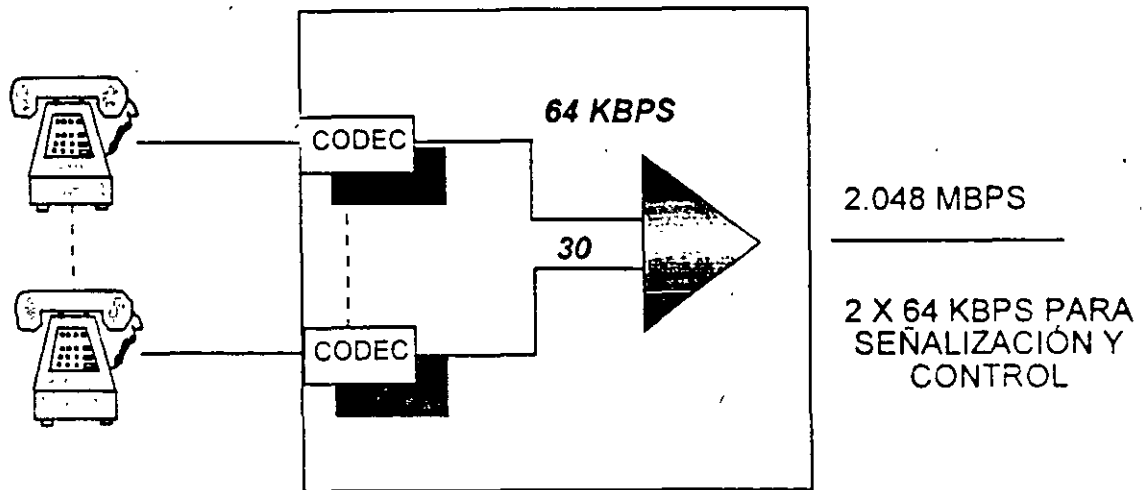 64 KBPS
CODEC
2.048 MBPS
30
2 X 64 KBPS PARA
SEÑALIZACIÓN Y
CONTROL
CODEC